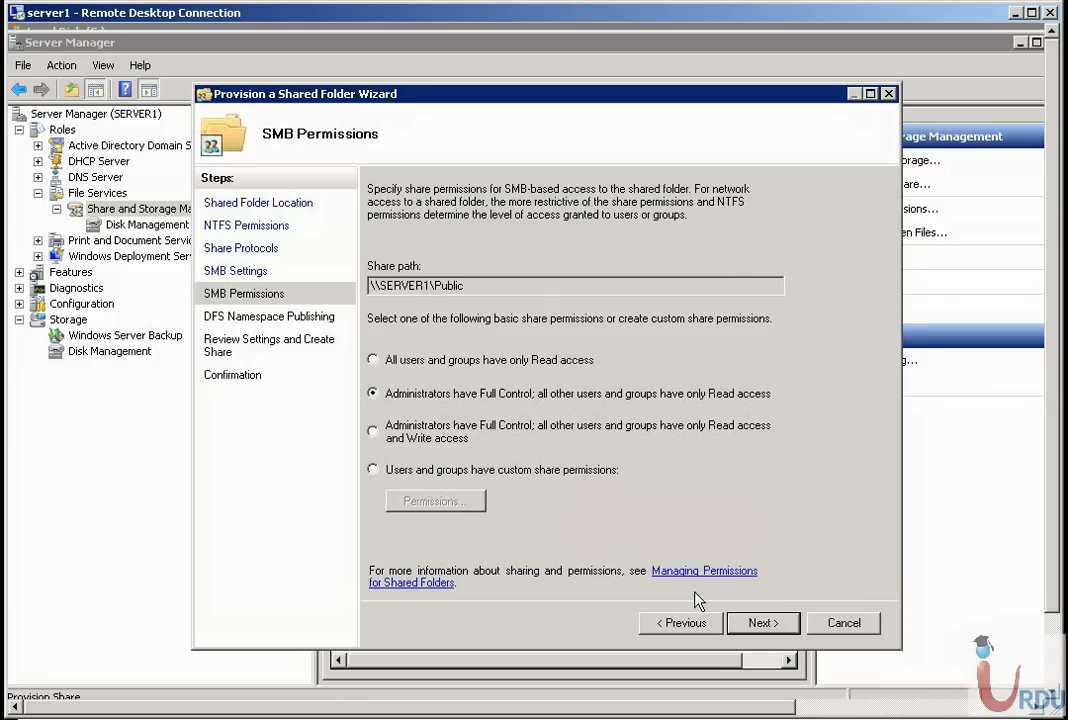 server1 - Remote Desktop Connection
Server Manager
File Action View Help
Server Manager (SERVER1)
Roles
Active Directory Domain S
DHCP Server
DNS Server
File Services
Share and Storage Ma
Disk Management
Print and Document Servic
Windows Deployment Ser
Features
Diagnostics
Configuration
Storage
Windows Server Backup
Disk Management
Provision a Shared Folder Wizard
SMB Permissions
Steps:
Shared Folder Location
NTFS Permissions
Share Protocols
SMB Settings
SMB Permissions
DFS Namespace Publishing
Review Settings and Create
Share
Confirmation
Specify share permissions for SMB-based access to the shared folder. For network
access to a shared folder, the more restrictive of the share permissions and NTFS
permissions determine the level of access granted to users or groups.
Share path:
\\SERVER1\Public
Select one of the following basic share permissions or create custom share permissions.
All users and groups have only Read access
Administrators have Full Control; all other users and groups have only Read access
Administrators have Full Control; all other users and groups have only Read access
and Write access
Users and groups have custom share permissions:
Permissions...
For more information about sharing and permissions, see Managing Permissions
for Shared Folders.
< Previous Next > Cancel
age Management
orage...
are...
sions...
en Files...
g...
Provision Share
URDU